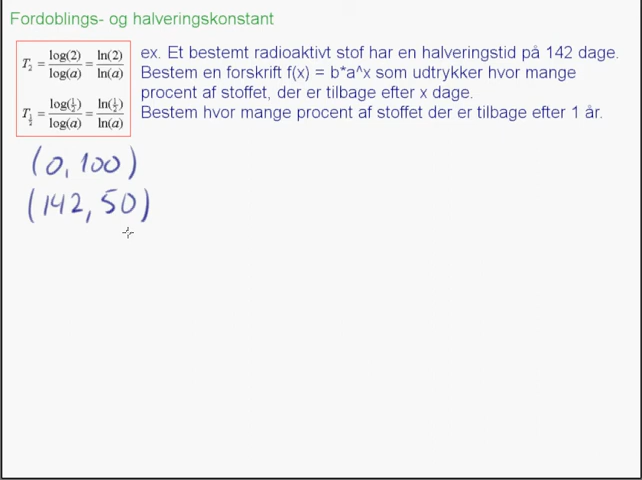 Fordoblings- og halveringskonstant
T₂ = log(2)/log(a) = ln(2)/ln(a)
T½ = log(½)/log(a) = ln(½)/ln(a)
ex. Et bestemt radioaktivt stof har en halveringstid på 142 dage.
Bestem en forskrift f(x) = b*a^x som udtrykker hvor mange
procent af stoffet, der er tilbage efter x dage.
Bestem hvor mange procent af stoffet der er tilbage efter 1 år.
(0, 100)
(142, 50)